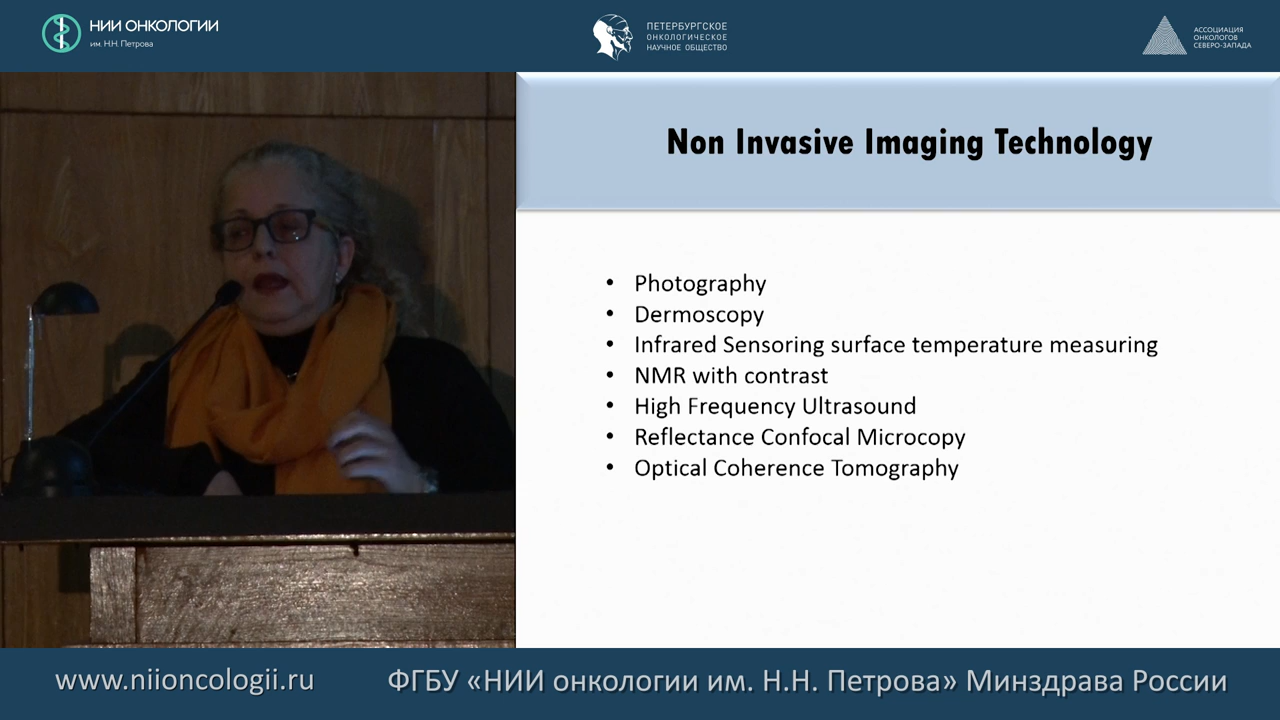 НИИ ОНКОЛОГИИ
им. Н.Н. Петрова
ПЕТЕРБУРГСКОЕ
ОНКОЛОГИЧЕСКОЕ
НАУЧНОЕ ОБЩЕСТВО
АССОЦИАЦИЯ
ОНКОЛОГОВ
СЕВЕРО-ЗАПАДА
Non Invasive Imaging Technology
• Photography
• Dermoscopy
• Infrared Sensoring surface temperature measuring
• NMR with contrast
• High Frequency Ultrasound
• Reflectance Confocal Microcopy
• Optical Coherence Tomography
www.niioncologii.ru
ФГБУ «НИИ онкологии им. Н.Н. Петрова» Минздрава России